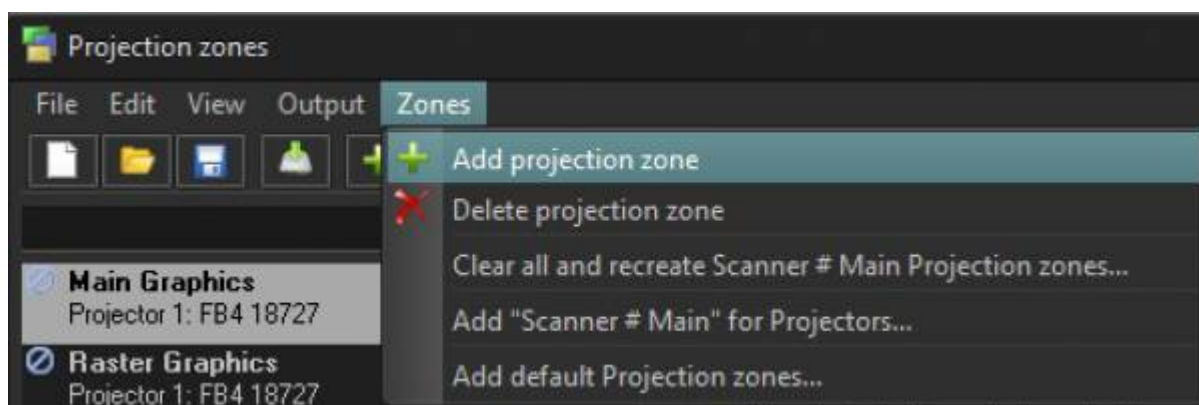 Projection zones
File Edit View Output Zones
Add projection zone
Delete projection zone
Clear all and recreate Scanner # Main Projection zones...
Add "Scanner # Main" for Projectors...
Add default Projection zones...
Main Graphics
Projector 1: FB4 18727
Raster Graphics
Projector 1: FB4 18727